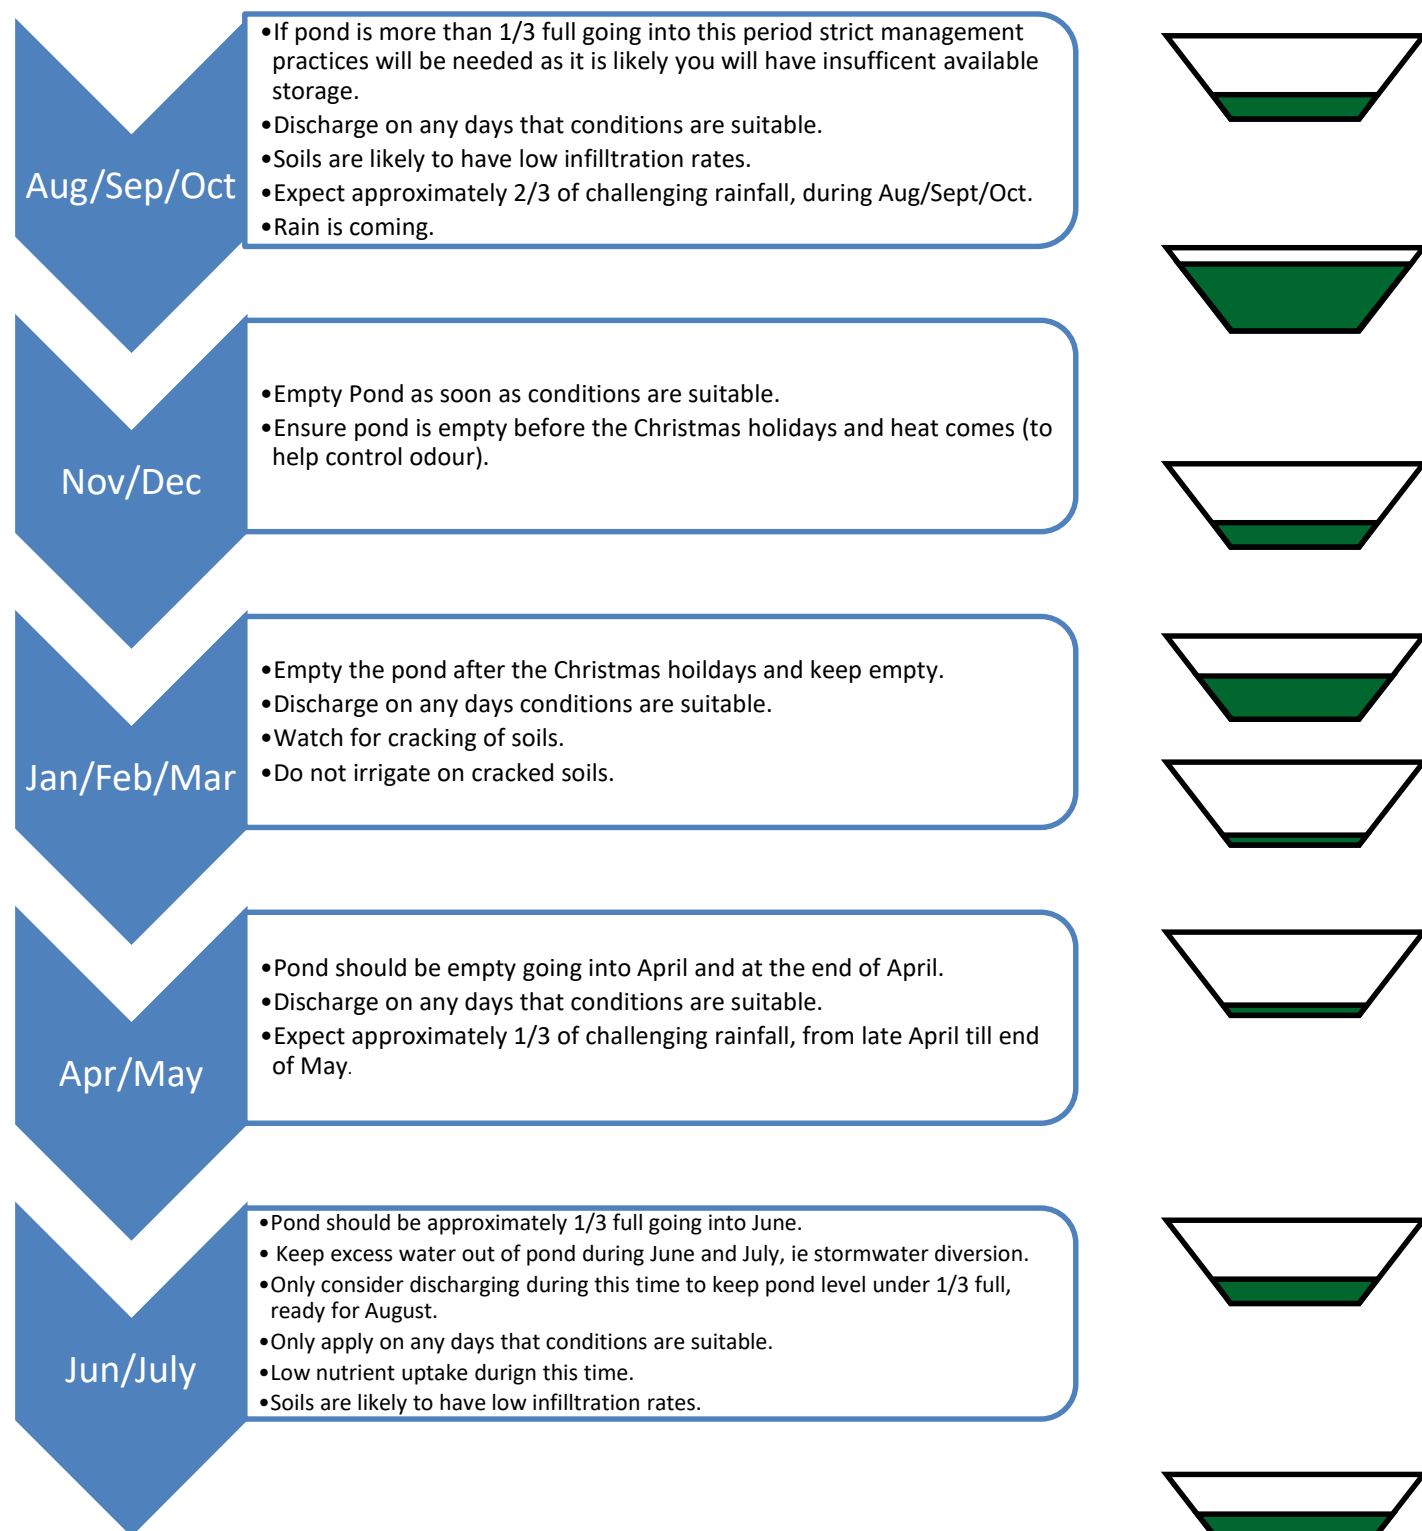 Aug/Sep/Oct
•If pond is more than 1/3 full going into this period strict management
practices will be needed as it is likely you will have insufficent available
storage.
•Discharge on any days that conditions are suitable.
•Soils are likely to have low infilltration rates.
•Expect approximately 2/3 of challenging rainfall, during Aug/Sept/Oct.
•Rain is coming.
Nov/Dec
•Empty Pond as soon as conditions are suitable.
•Ensure pond is empty before the Christmas holidays and heat comes (to
help control odour).
Jan/Feb/Mar
•Empty the pond after the Christmas hoildays and keep empty.
•Discharge on any days conditions are suitable.
•Watch for cracking of soils.
•Do not irrigate on cracked soils.
Apr/May
•Pond should be empty going into April and at the end of April.
•Discharge on any days that conditions are suitable.
•Expect approximately 1/3 of challenging rainfall, from late April till end
of May.
Jun/July
•Pond should be approximately 1/3 full going into June.
• Keep excess water out of pond during June and July, ie stormwater diversion.
•Only consider discharging during this time to keep pond level under 1/3 full,
ready for August.
•Only apply on any days that conditions are suitable.
•Low nutrient uptake durign this time.
•Soils are likely to have low infilltration rates.